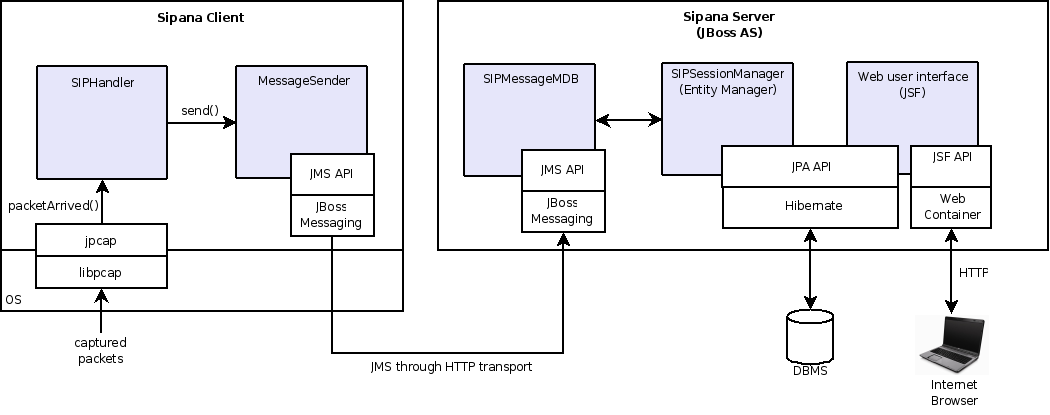 Sipana Client
SIPHandler
send()
MessageSender
JMS API
JBoss
Messaging
packetArrived()
jpcap
libpcap
OS
captured
packets
JMS through HTTP transport
Sipana Server
(JBoss AS)
SIPMessageMDB
JMS API
JBoss
Messaging
SIPSessionManager
(Entity Manager)
JPA API
Hibernate
Web user interface
(JSF)
JSF API
Web
Container
HTTP
DBMS
Internet
Browser